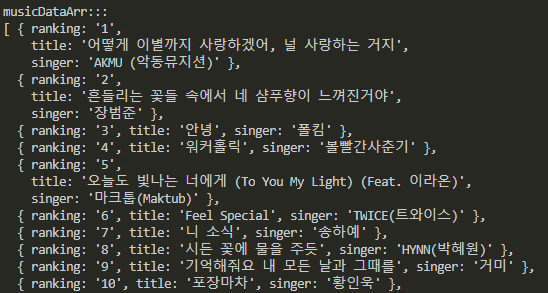 musicDataArr:::
[ { ranking: '1',
title: '어떻게 이별까지 사랑하겠어, 널 사랑하는 거지',
singer: 'AKMU (악동뮤지션)' },
{ ranking: '2',
title: '흔들리는 꽃들 속에서 네 샴푸향이 느껴진거야',
singer: '장범준' },
{ ranking: '3', title: '안녕', singer: '폴킴' },
{ ranking: '4', title: '워커홀릭', singer: '볼빨간사춘기' },
{ ranking: '5',
title: '오늘도 빛나는 너에게 (To You My Light) (Feat. 이라온)',
singer: '마크툽(Maktub)' },
{ ranking: '6', title: 'Feel Special', singer: 'TWICE(트와이스)' },
{ ranking: '7', title: '니 소식', singer: '송하예' },
{ ranking: '8', title: '시든 꽃에 물을 주듯', singer: 'HYNN(박혜원)' },
{ ranking: '9', title: '기억해줘요 내 모든 날과 그때를', singer: '거미' },
{ ranking: '10', title: '포장마차', singer: '황인욱' },